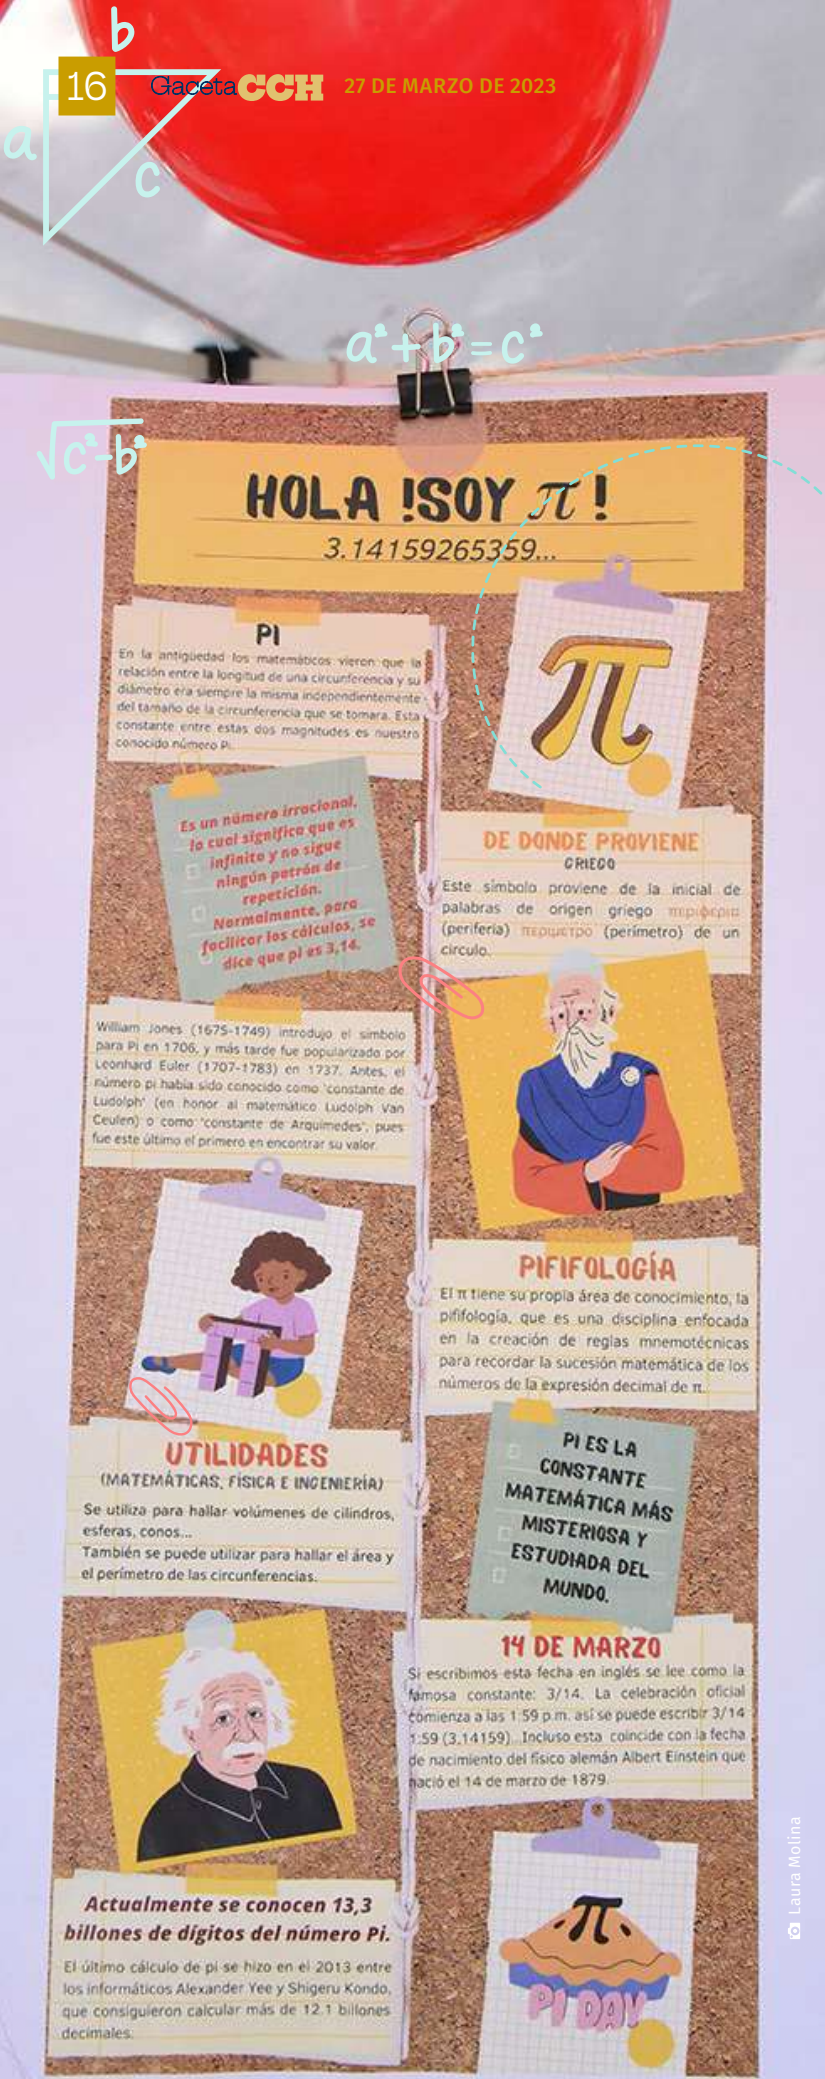 b
16
GacetaCCH
27 DE MARZO DE 2023
a
c
a²+b²=c²
√c²-b²
HOLA !SOY π !
3.14159265359...
PI
En la antigüedad los matemáticos vieron que la
relación entre la longitud de una circunferencia y su
diámetro era siempre la misma independientemente
del tamaño de la circunferencia que se tomara. Esta
constante entre estas dos magnitudes es nuestro
conocido número Pi.
π
Es un número irracional,
lo cual significa que es
infinito y no sigue
ningún patrón de
repetición.
Normalmente, para
facilitar los cálculos, se
dice que pi es 3,14.
DE DONDE PROVIENE
GRIEGO
Este símbolo proviene de la inicial de
palabras de origen griego περιφέρεια
(periferia) περίμετρο (perímetro) de un
círculo.
William Jones (1675-1749) introdujo el símbolo
para Pi en 1706, y más tarde fue popularizado por
Leonhard Euler (1707-1783) en 1737. Antes, el
número pi había sido conocido como 'constante de
Ludolph' (en honor al matemático Ludolph Van
Ceulen) o como 'constante de Arquímedes', pues
fue este último el primero en encontrar su valor.
PIFIFOLOGÍA
El π tiene su propia área de conocimiento, la
pififología, que es una disciplina enfocada
en la creación de reglas mnemotécnicas
para recordar la sucesión matemática de los
números de la expresión decimal de π.
UTILIDADES
(MATEMÁTICAS, FÍSICA E INGENIERÍA)
Se utiliza para hallar volúmenes de cilindros,
esferas, conos...
También se puede utilizar para hallar el área y
el perímetro de las circunferencias.
PI ES LA
CONSTANTE
MATEMÁTICA MÁS
MISTERIOSA Y
ESTUDIADA DEL
MUNDO.
14 DE MARZO
Si escribimos esta fecha en inglés se lee como la
famosa constante: 3/14. La celebración oficial
comienza a las 1:59 p.m. así se puede escribir 3/14
1:59 (3,14159). Incluso esta coincide con la fecha
de nacimiento del físico alemán Albert Einstein que
nació el 14 de marzo de 1879.
Actualmente se conocen 13,3
billones de dígitos del número Pi.
El último cálculo de pi se hizo en el 2013 entre
los informáticos Alexander Yee y Shigeru Kondo,
que consiguieron calcular más de 12.1 billones
decimales.
π
PI DAY
Laura Molina